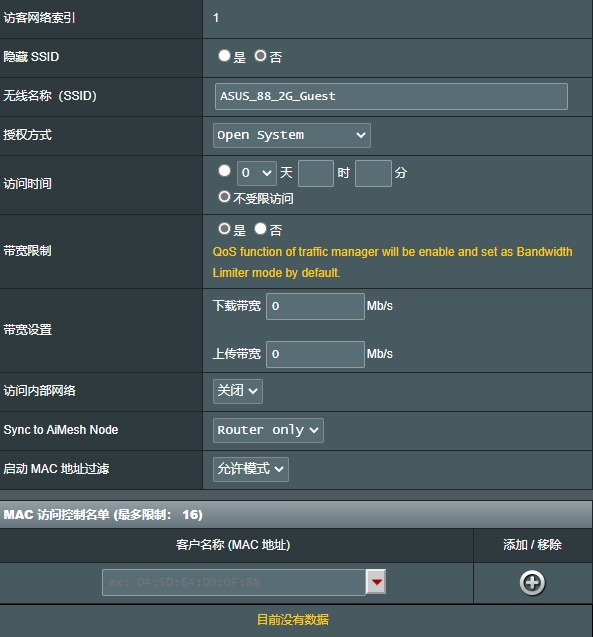 访客网络索引 1
隐藏 SSID 是 否
无线名称（SSID） ASUS_88_2G_Guest
授权方式 Open System
访问时间 0 天 时 分
不受限访问
带宽限制 是 否
QoS function of traffic manager will be enable and set as Bandwidth
Limiter mode by default.
带宽设置 下载带宽 0 Mb/s
上传带宽 0 Mb/s
访问内部网络 关闭
Sync to AiMesh Node Router only
启动 MAC 地址过滤 允许模式
MAC 访问控制名单 (最多限制： 16)
客户名称 (MAC 地址) 添加 / 移除
ex: D4:5D:64:D9:0F:88
目前没有数据